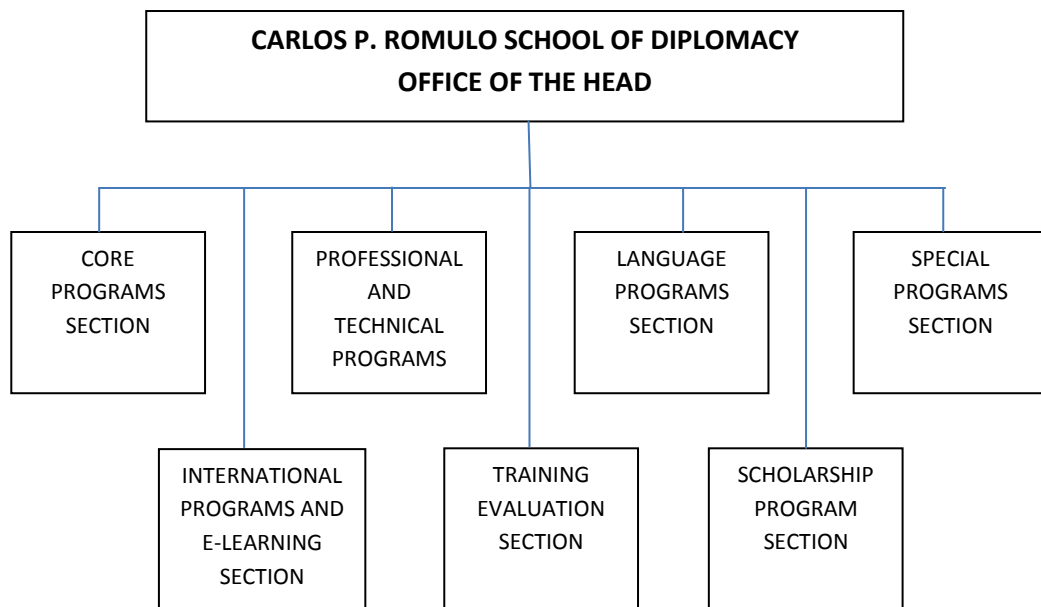 CARLOS P. ROMULO SCHOOL OF DIPLOMACY
OFFICE OF THE HEAD
CORE
PROGRAMS
SECTION
PROFESSIONAL
AND
TECHNICAL
PROGRAMS
LANGUAGE
PROGRAMS
SECTION
SPECIAL
PROGRAMS
SECTION
INTERNATIONAL
PROGRAMS AND
E-LEARNING
SECTION
TRAINING
EVALUATION
SECTION
SCHOLARSHIP
PROGRAM
SECTION